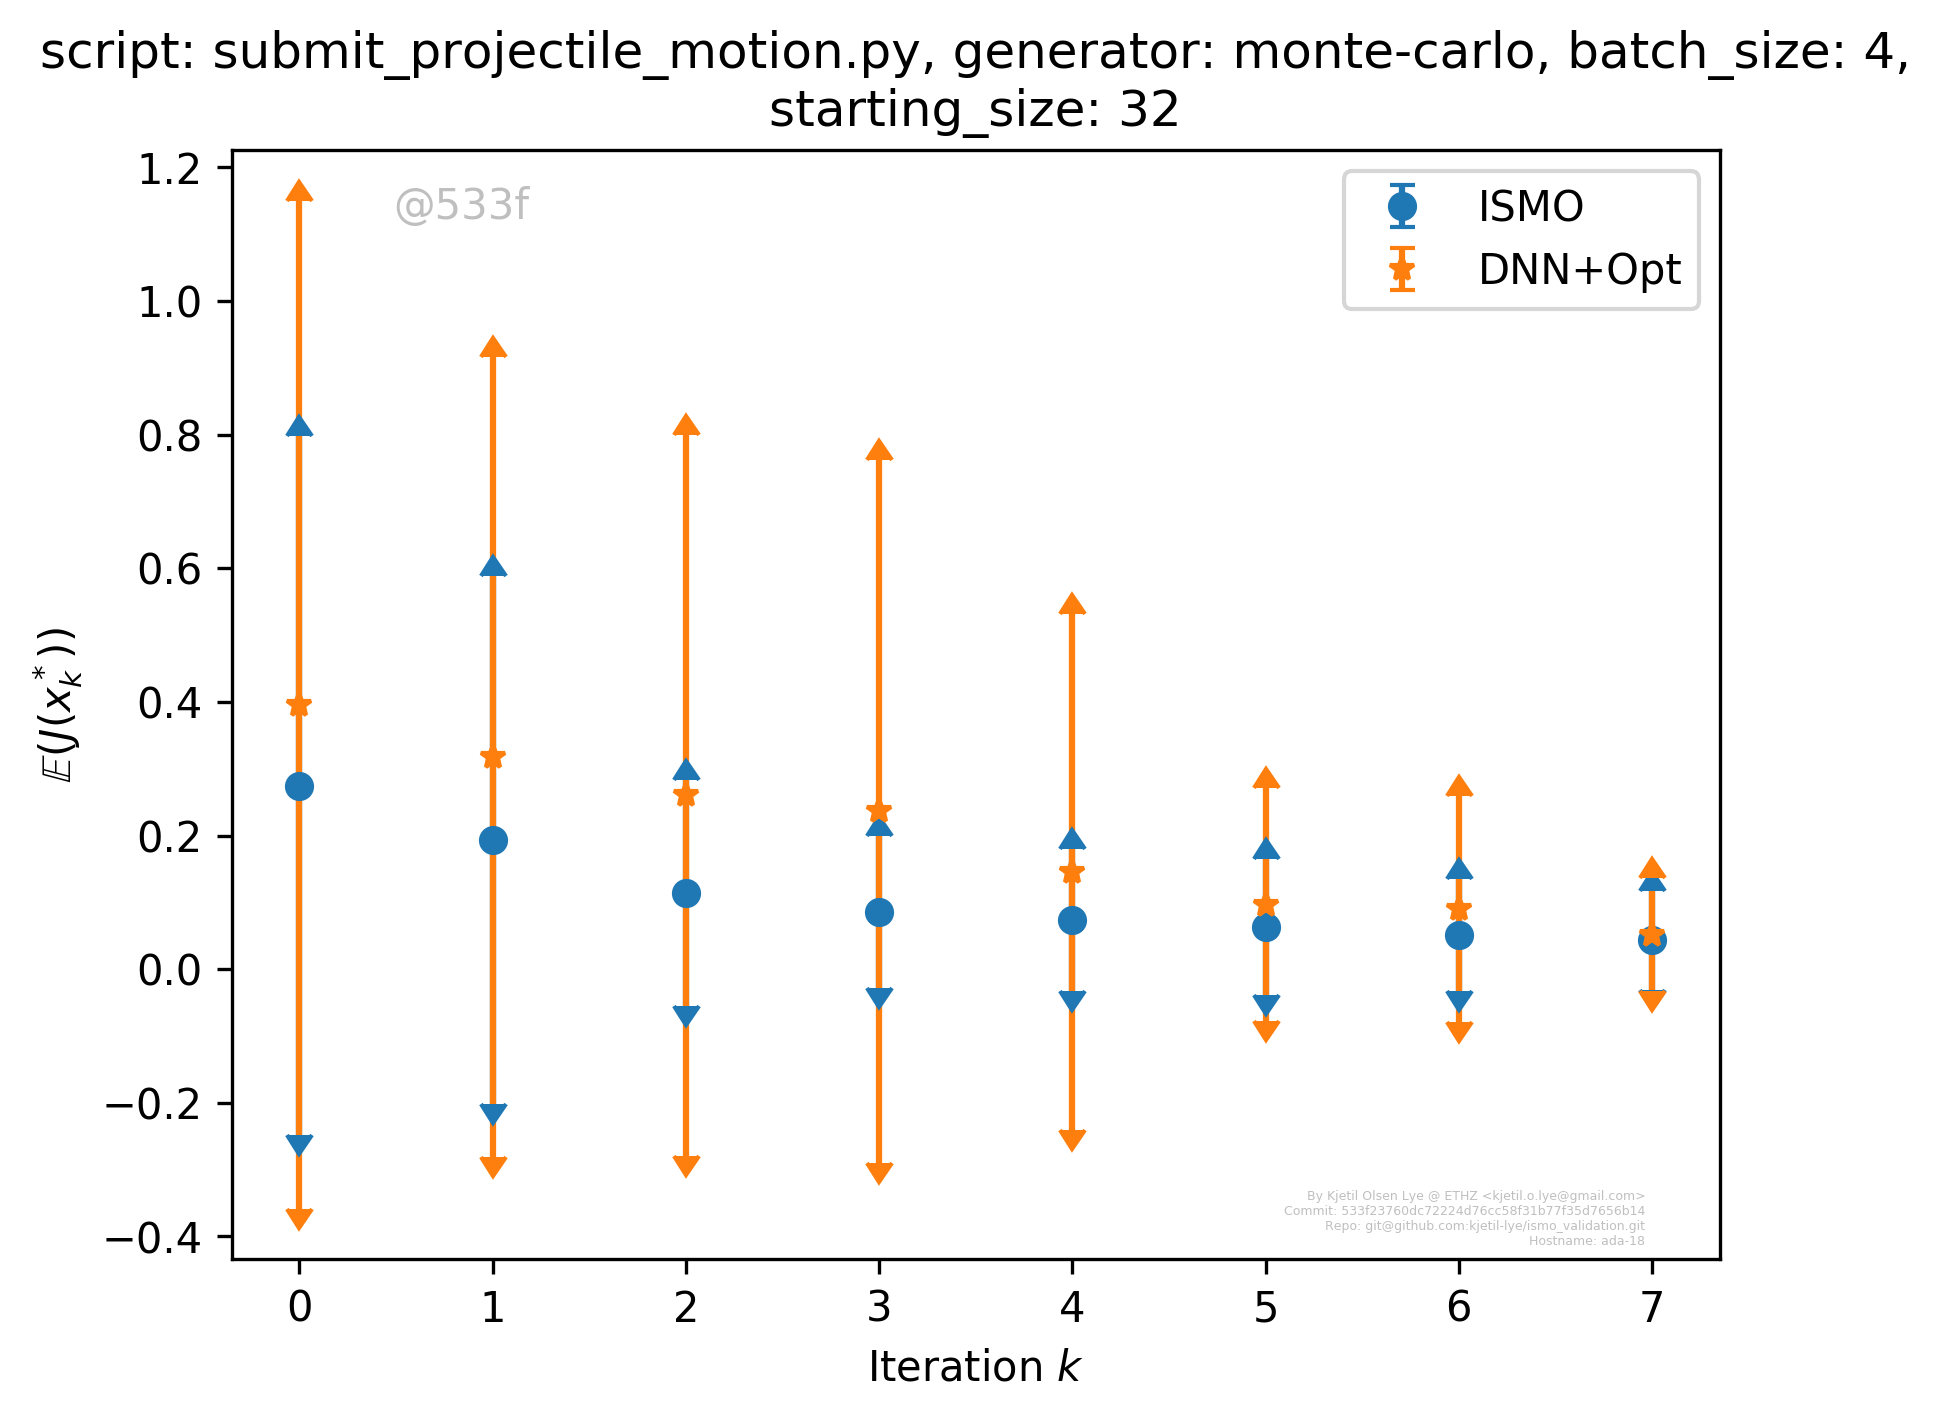 script: submit_projectile_motion.py, generator: monte-carlo, batch_size: 4,
starting_size: 32
1.2
1.0
0.8
0.6
0.4
0.2
0.0
−0.2
−0.4
𝔼(J(x*k))
@533f
ISMO
DNN+Opt
By Kjetil Olsen Lye @ ETHZ <kjetil.o.lye@gmail.com>
Commit: 533f23760dc72224d76cc58f31b77f35d7656b14
Repo: git@github.com:kjetil-lye/ismo_validation.git
Hostname: ada-18
0 1 2 3 4 5 6 7
Iteration k